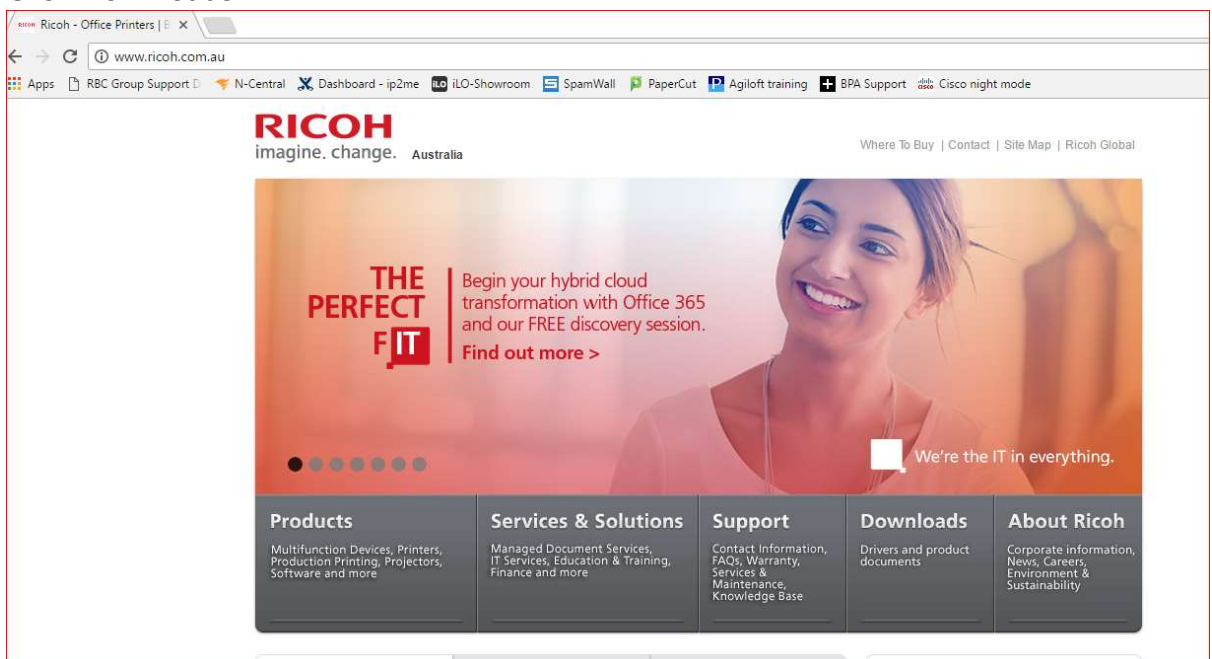 Ricoh - Office Printers |
www.ricoh.com.au
Apps RBC Group Support D N-Central Dashboard - ip2me iLO-Showroom SpamWall PaperCut Agiloft training BPA Support Cisco night mode
RICOH
imagine. change. Australia
Where To Buy | Contact | Site Map | Ricoh Global
THE
PERFECT
FIT
Begin your hybrid cloud
transformation with Office 365
and our FREE discovery session.
Find out more >
We're the IT in everything.
Products
Multifunction Devices, Printers,
Production Printing, Projectors,
Software and more
Services & Solutions
Managed Document Services,
IT Services, Education & Training,
Finance and more
Support
Contact Information,
FAQs, Warranty,
Services &
Maintenance,
Knowledge Base
Downloads
Drivers and product
documents
About Ricoh
Corporate information,
News, Careers,
Environment &
Sustainability